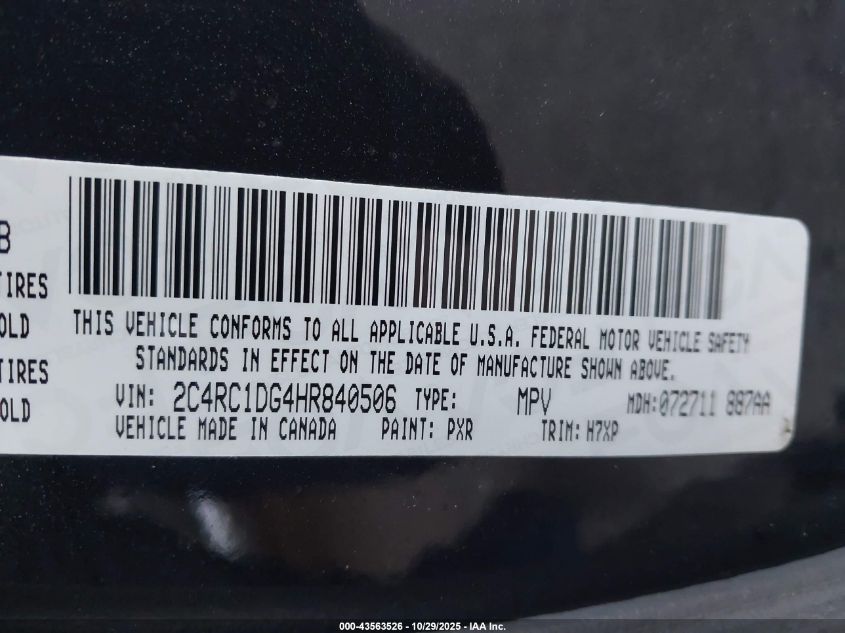 B
TIRES
OLD
TIRES
OLD
THIS VEHICLE CONFORMS TO ALL APPLICABLE U.S.A. FEDERAL MOTOR VEHICLE SAFETY
STANDARDS IN EFFECT ON THE DATE OF MANUFACTURE SHOWN ABOVE.
VIN: 2C4RC1DG4HR840506 TYPE: MPV MDH:072711 887AA
VEHICLE MADE IN CANADA PAINT: PXR TRIM: H7XP
000-43563526 - 10/29/2025 - IAA Inc.